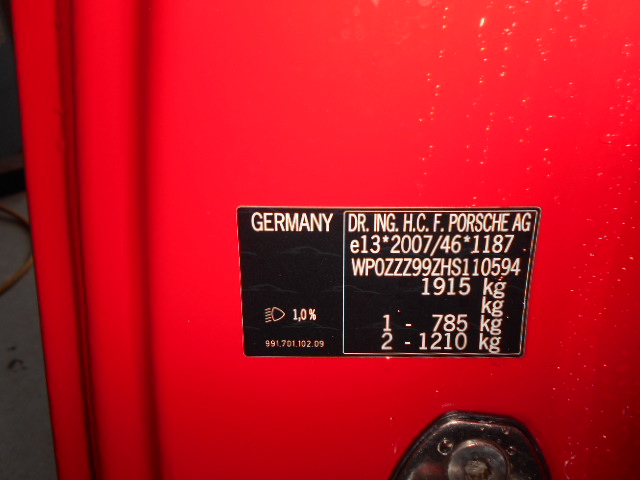 GERMANY
DR. ING. H.C. F. PORSCHE AG
e13*2007/46*1187
WP0ZZZ99ZHS110594
1915 kg
kg
1 - 785 kg
2 - 1210 kg
1,0%
991.701.102.09